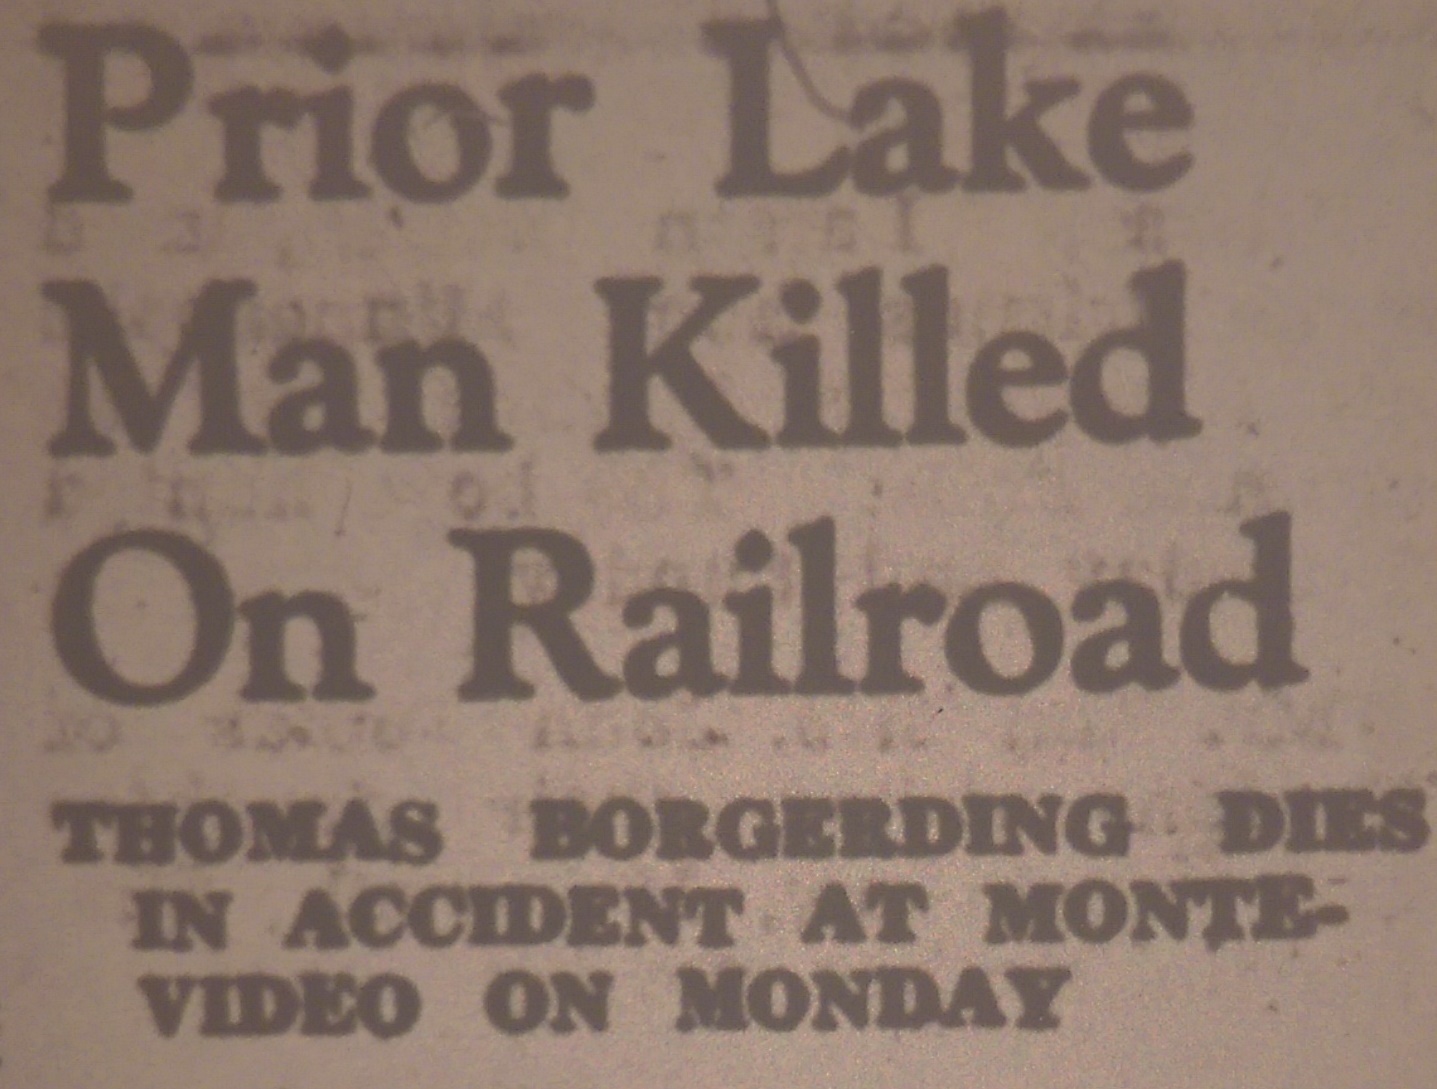 Prior Lake
Man Killed
On Railroad
THOMAS BORGERDING DIES
IN ACCIDENT AT MONTE-
VIDEO ON MONDAY